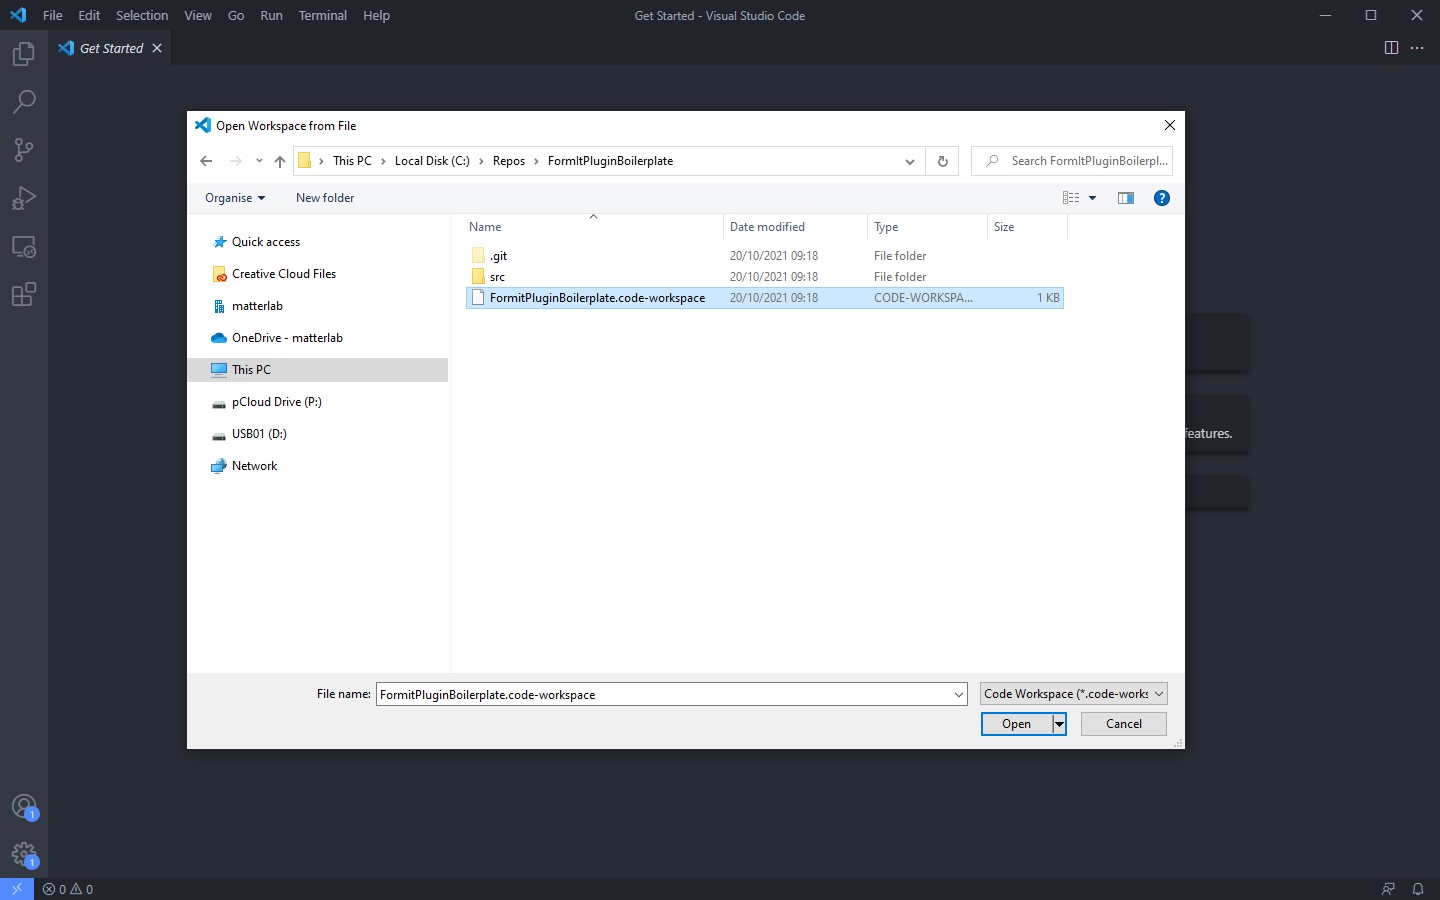 File Edit Selection View Go Run Terminal Help Get Started - Visual Studio Code
Get Started
Open Workspace from File
This PC Local Disk (C:) Repos FormItPluginBoilerplate Search FormItPluginBoilerpl...
Organise New folder
Name Date modified Type Size
Quick access
Creative Cloud Files
matterlab
OneDrive - matterlab
This PC
pCloud Drive (P:)
USB01 (D:)
Network
.git 20/10/2021 09:18 File folder
src 20/10/2021 09:18 File folder
FormitPluginBoilerplate.code-workspace 20/10/2021 09:18 CODE-WORKSPA... 1 KB
features.
File name: FormitPluginBoilerplate.code-workspace Code Workspace (*.code-works
Open Cancel
1
1
0 0